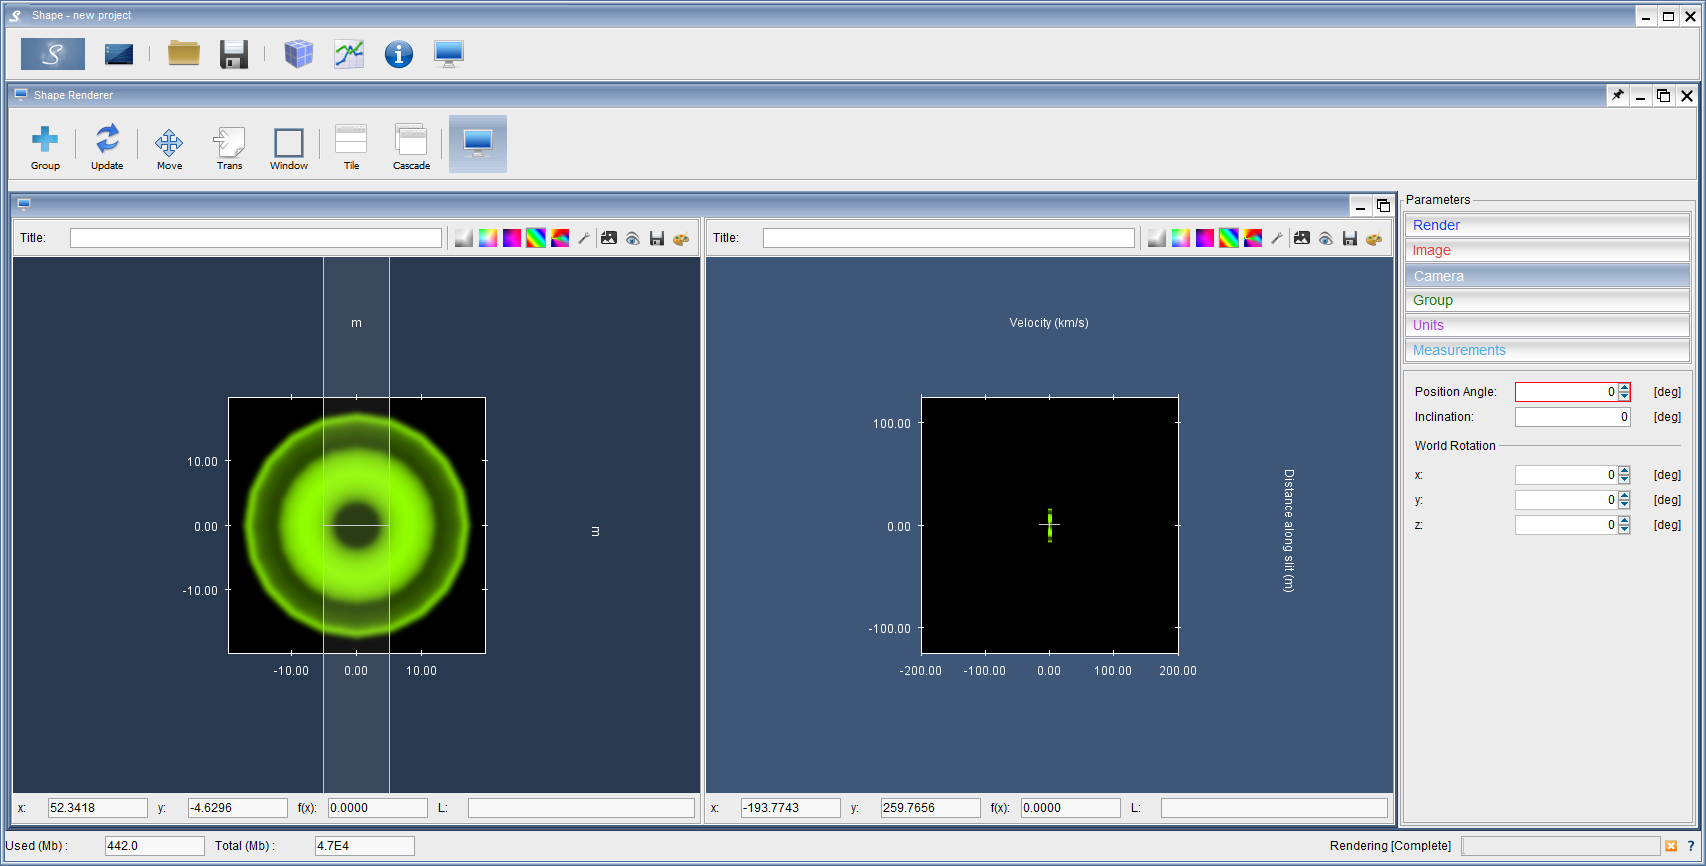 Shape - new project
S
Shape Renderer
Group Update Move Trans Window Tile Cascade
Parameters
Title: Title:
Render
Image
Camera
Group
Units
Measurements
m
Velocity (km/s)
Position Angle: 0 [deg]
Inclination: 0 [deg]
World Rotation
x: 0 [deg]
y: 0 [deg]
z: 0 [deg]
10.00
0.00
-10.00
m
-10.00 0.00 10.00
100.00
0.00
-100.00
Distance along slit (m)
-200.00 -100.00 0.00 100.00 200.00
x: 52.3418 y: -4.6296 f(x): 0.0000 L:
x: -193.7743 y: 259.7656 f(x): 0.0000 L:
Used (Mb) : 442.0 Total (Mb) : 4.7E4
Rendering [Complete] ?